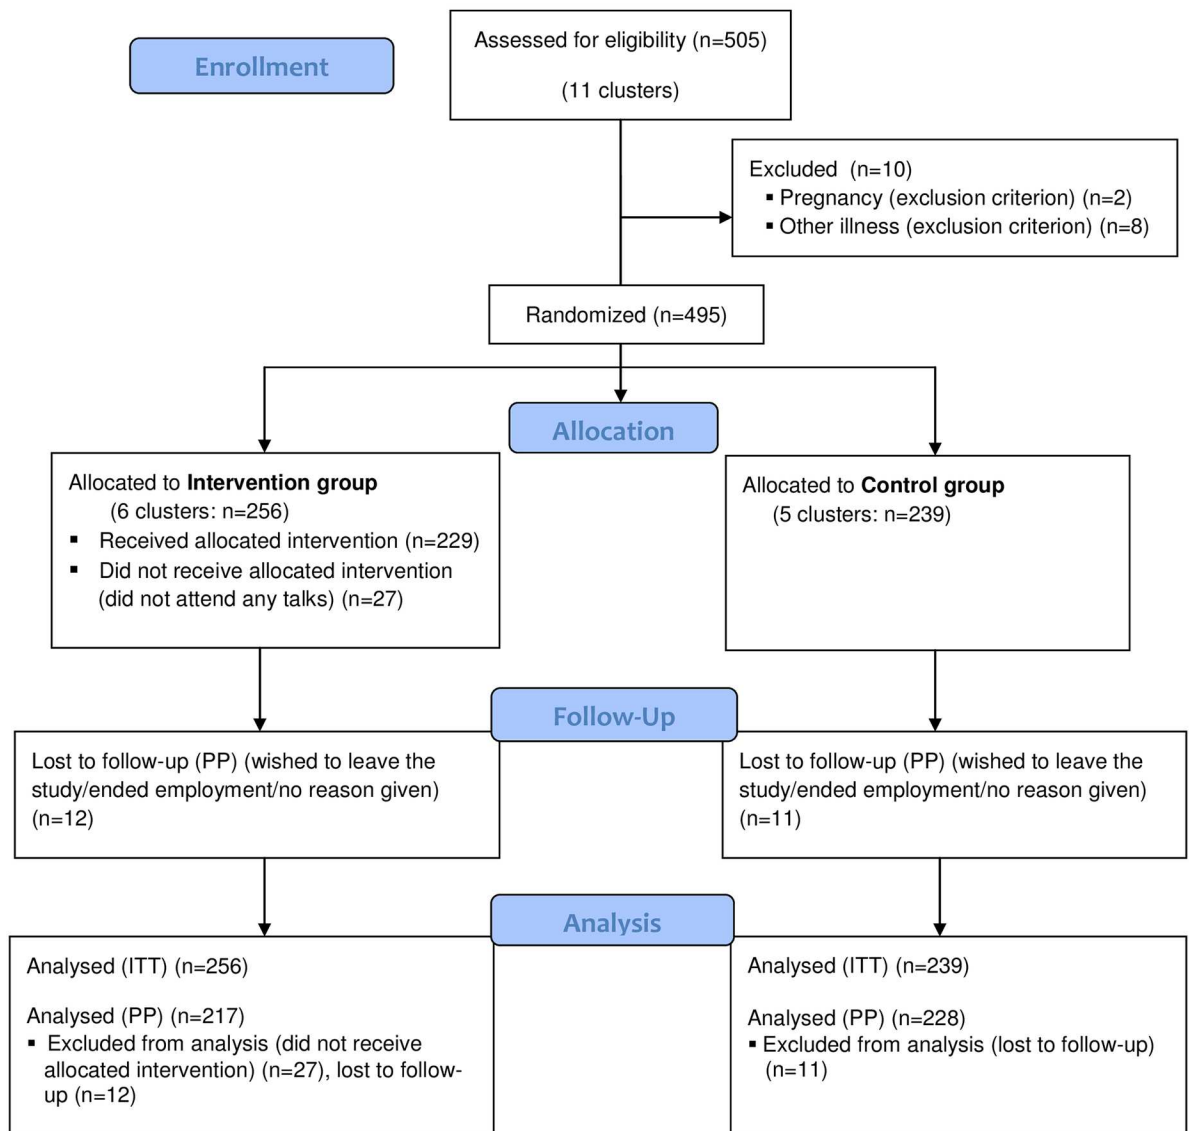 Enrollment
Assessed for eligibility (n=505)
(11 clusters)
Excluded  (n=10)
▪ Pregnancy (exclusion criterion) (n=2)
▪ Other illness (exclusion criterion) (n=8)
Randomized (n=495)
Allocation
Allocated to Intervention group
(6 clusters: n=256)
▪ Received allocated intervention (n=229)
▪ Did not receive allocated intervention
(did not attend any talks) (n=27)
Allocated to Control group
(5 clusters: n=239)
Follow-Up
Lost to follow-up (PP) (wished to leave the
study/ended employment/no reason given)
(n=12)
Lost to follow-up (PP) (wished to leave the
study/ended employment/no reason given)
(n=11)
Analysis
Analysed (ITT) (n=256)
Analysed (PP) (n=217)
▪ Excluded from analysis (did not receive
allocated intervention) (n=27), lost to follow-
up (n=12)
Analysed (ITT) (n=239)
Analysed (PP) (n=228)
▪ Excluded from analysis (lost to follow-up)
(n=11)